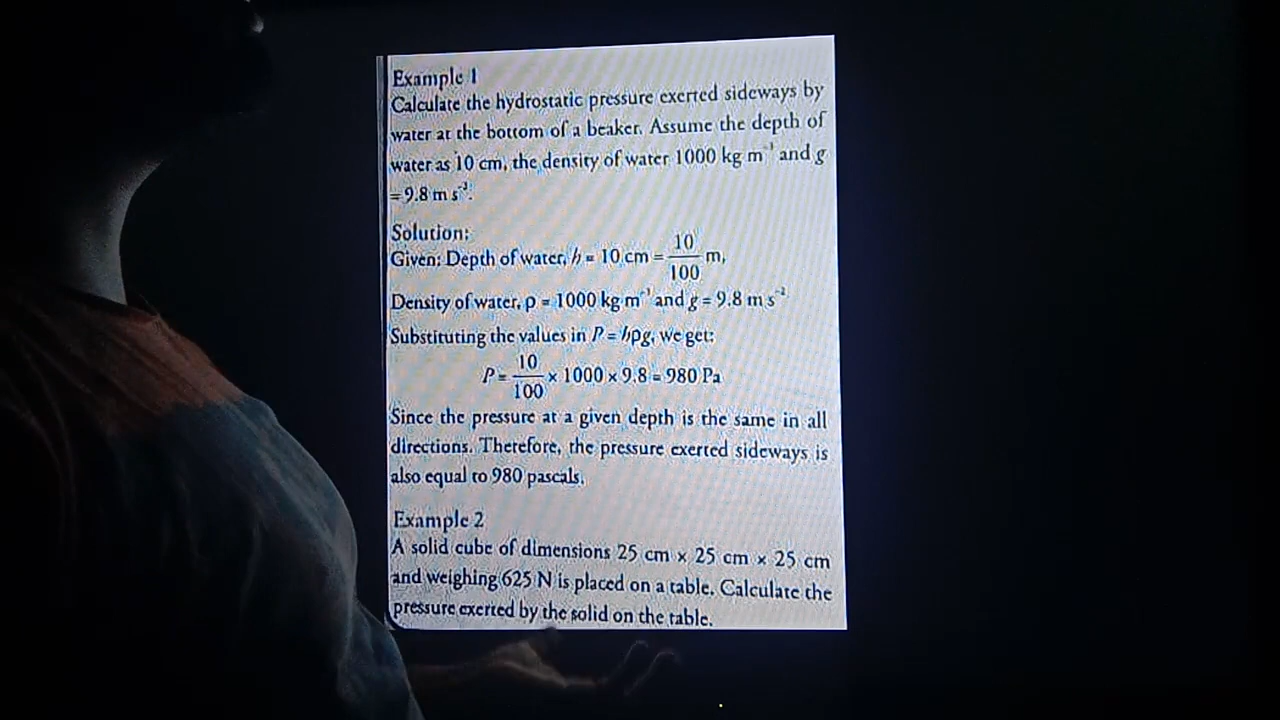 Example 1
Calculate the hydrostatic pressure exerted sideways by
water at the bottom of a beaker. Assume the depth of
water as 10 cm, the density of water 1000 kg m⁻³ and g
= 9.8 m s⁻³.
Solution:
Given: Depth of water, h = 10 cm = 10/100 m,
Density of water, ρ = 1000 kg m⁻³ and g = 9.8 m s⁻²
Substituting the values in P = hρg, we get:
P = 10/100 × 1000 × 9.8 = 980 Pa
Since the pressure at a given depth is the same in all
directions. Therefore, the pressure exerted sideways is
also equal to 980 pascals.
Example 2
A solid cube of dimensions 25 cm × 25 cm × 25 cm
and weighing 625 N is placed on a table. Calculate the
pressure exerted by the solid on the table.